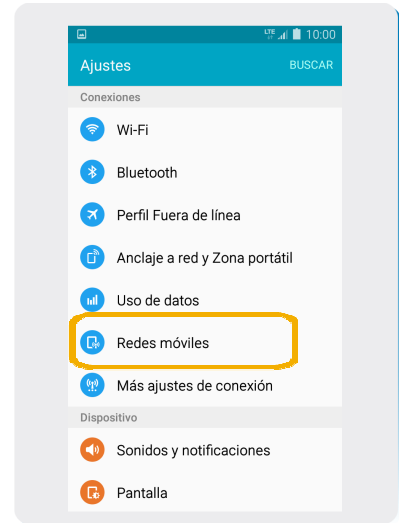 LTE 10:00
Ajustes BUSCAR
Conexiones
Wi-Fi
Bluetooth
Perfil Fuera de línea
Anclaje a red y Zona portátil
Uso de datos
Redes móviles
Más ajustes de conexión
Dispositivo
Sonidos y notificaciones
Pantalla